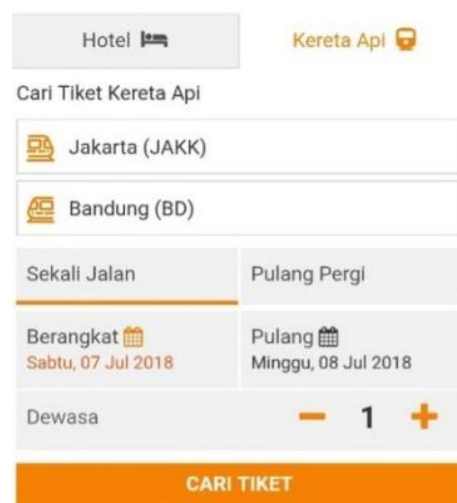 Hotel
Kereta Api
Cari Tiket Kereta Api
Jakarta (JAKK)
Bandung (BD)
Sekali Jalan
Pulang Pergi
Berangkat
Sabtu, 07 Jul 2018
Pulang
Minggu, 08 Jul 2018
Dewasa
1
CARI TIKET